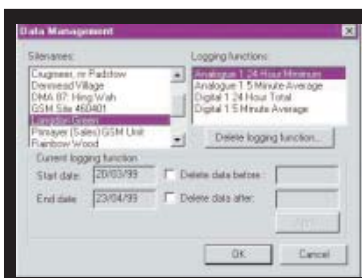 Data Management
Sitenames:
Crugmeer, nr Padstow
Denmead Village
DMA 87: Hing Wah
GSM Site 460401
Langdon Green
Primayer (Sales) GSM Unit
Rainbow Wood
Logging functions:
Analogue 1 24 Hour Minimum
Analogue 1 5 Minute Average
Digital 1 24 Hour Total
Digital 1 5 Minute Average
Delete logging function...
Current logging function
Start date: 20/03/99
Delete data before:
End date: 23/04/99
Delete data after:
OK
Cancel